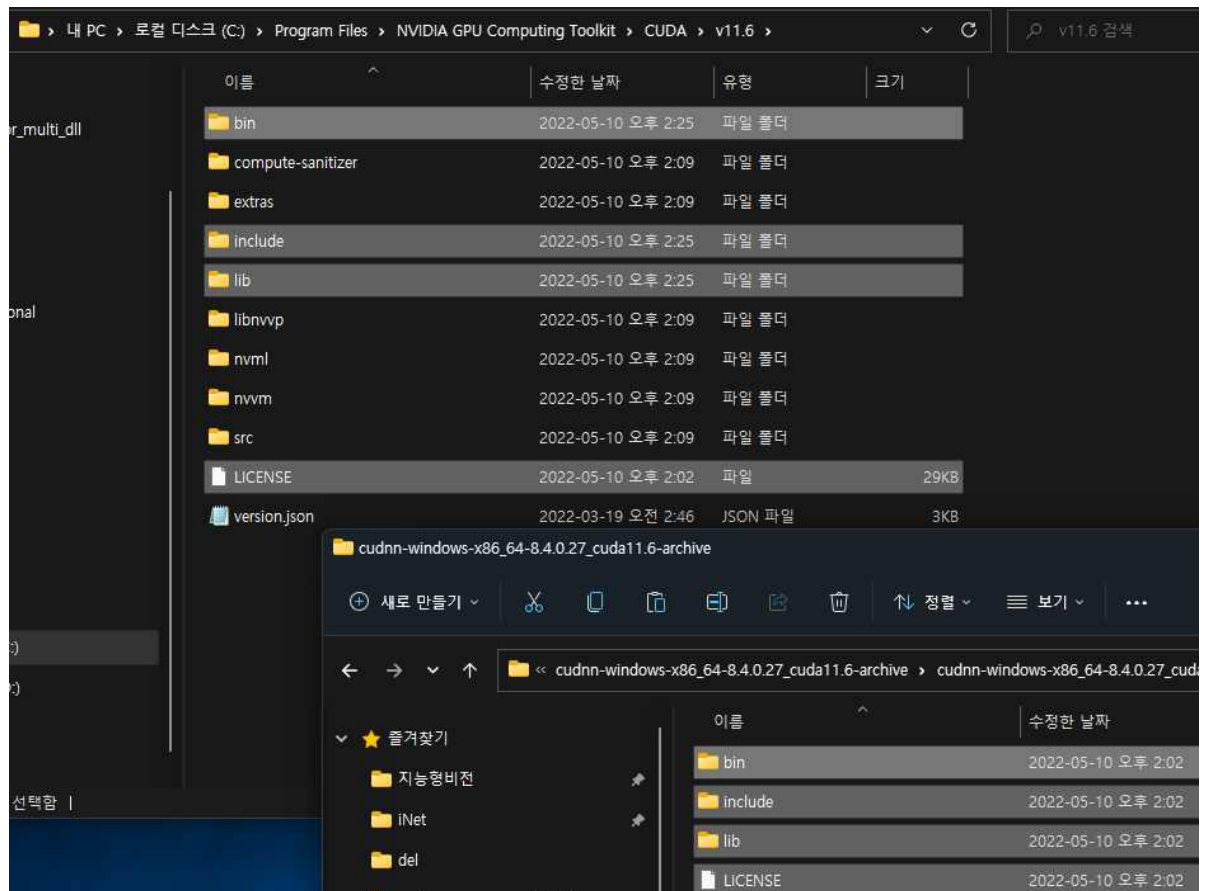 내 PC > 로컬 디스크 (C:) > Program Files > NVIDIA GPU Computing Toolkit > CUDA > v11.6 > v11.6 검색
이름 수정한 날짜 유형 크기
or_multi_dll
bin 2022-05-10 오후 2:25 파일 폴더
compute-sanitizer 2022-05-10 오후 2:09 파일 폴더
extras 2022-05-10 오후 2:09 파일 폴더
include 2022-05-10 오후 2:25 파일 폴더
lib 2022-05-10 오후 2:25 파일 폴더
onal
libnvvp 2022-05-10 오후 2:09 파일 폴더
nvml 2022-05-10 오후 2:09 파일 폴더
nvvm 2022-05-10 오후 2:09 파일 폴더
src 2022-05-10 오후 2:09 파일 폴더
LICENSE 2022-05-10 오후 2:02 파일 29KB
version.json 2022-03-19 오전 2:46 JSON 파일 3KB
cudnn-windows-x86_64-8.4.0.27_cuda11.6-archive
새로 만들기 정렬 보기 ...
:)
« cudnn-windows-x86_64-8.4.0.27_cuda11.6-archive > cudnn-windows-x86_64-8.4.0.27_cuda
:)
이름 수정한 날짜
즐겨찾기
bin 2022-05-10 오후 2:02
지능형비전
선택함
include 2022-05-10 오후 2:02
iNet
lib 2022-05-10 오후 2:02
del
LICENSE 2022-05-10 오후 2:02